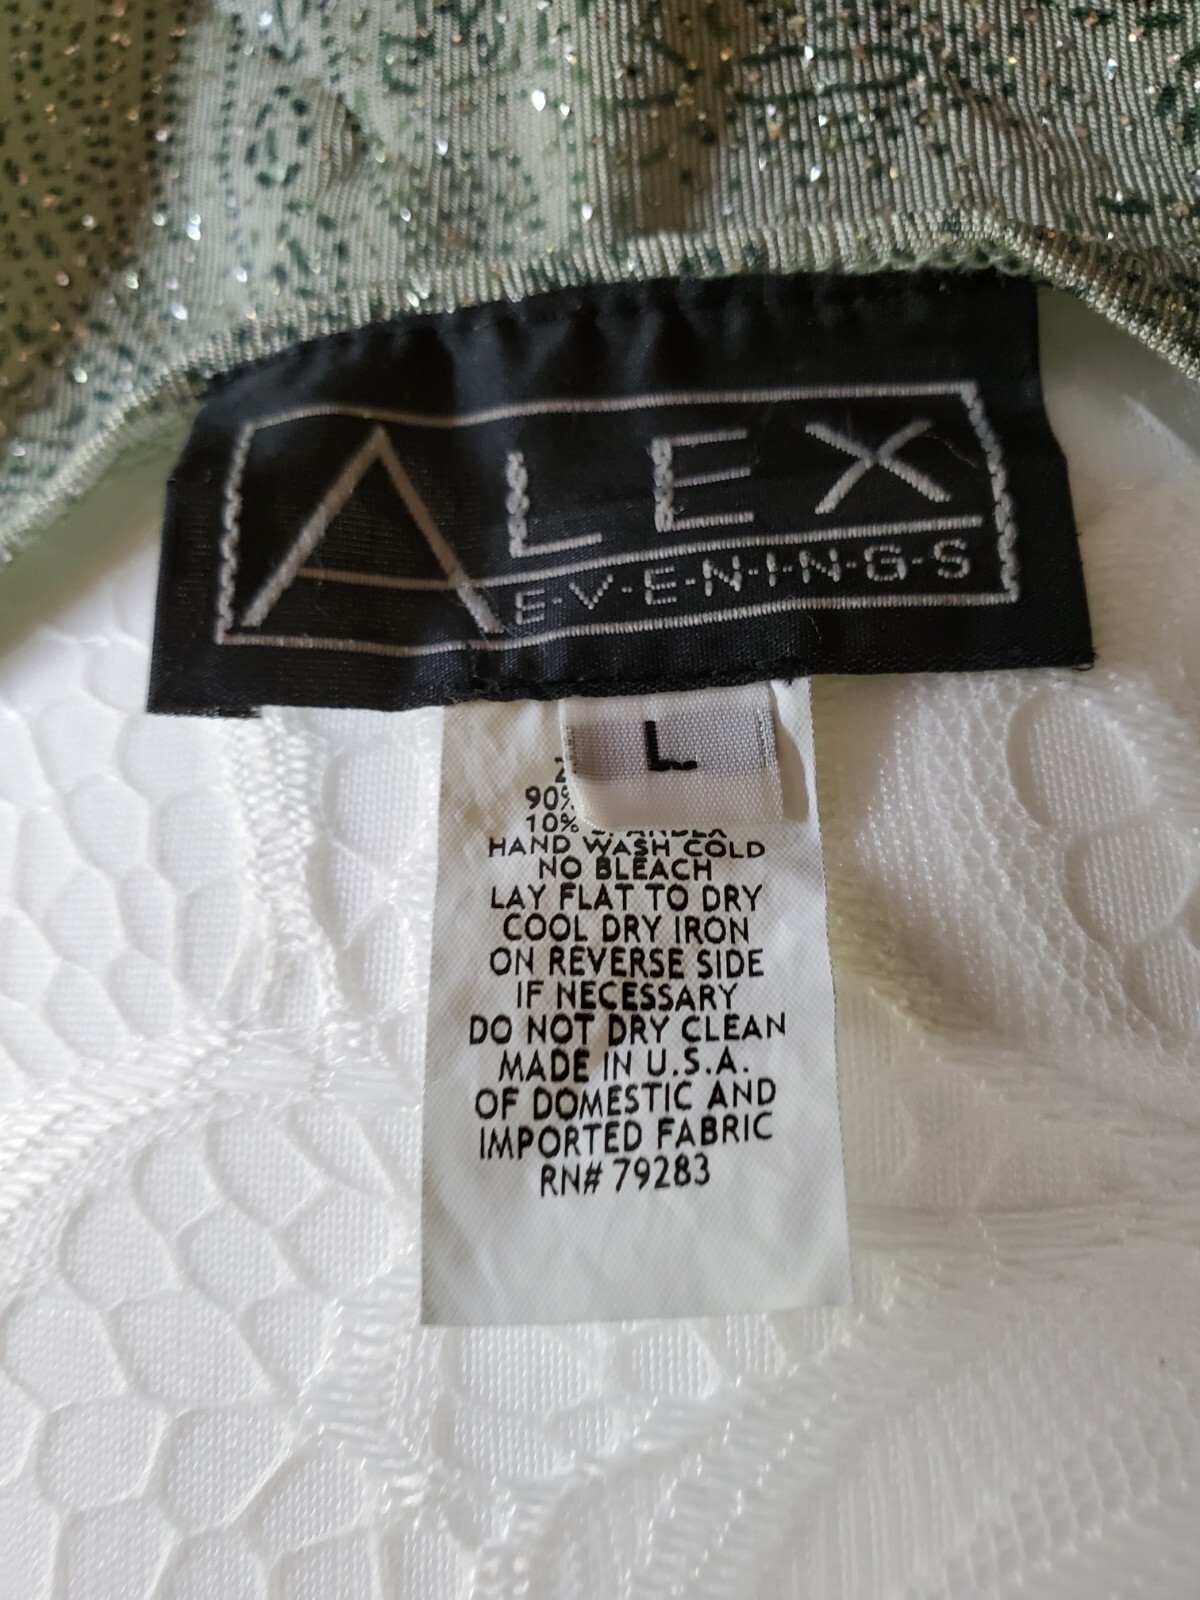 ALEX
E-V-E-N-I-N-G-S
L
90%
10% SPANDEX
HAND WASH COLD
NO BLEACH
LAY FLAT TO DRY
COOL DRY IRON
ON REVERSE SIDE
IF NECESSARY
DO NOT DRY CLEAN
MADE IN U.S.A.
OF DOMESTIC AND
IMPORTED FABRIC
RN# 79283